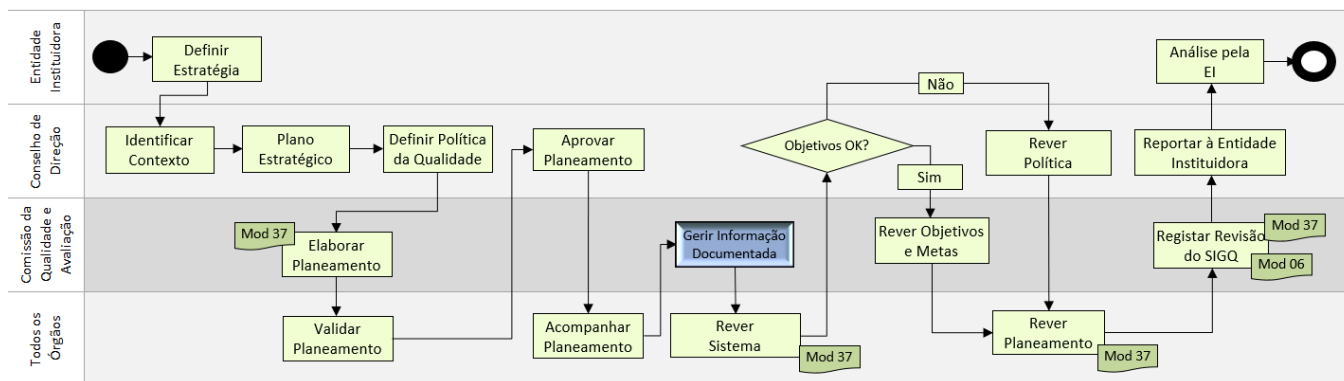 Entidade
Instituidora
Definir
Estratégia
Análise pela
EI
Não
Conselho de
Direção
Identificar
Contexto
Plano
Estratégico
Definir Política
da Qualidade
Aprovar
Planeamento
Objetivos OK?
Sim
Rever
Política
Reportar à Entidade
Instituidora
Comissão da
Qualidade e
Avaliação
Mod 37
Elaborar
Planeamento
Gerir Informação
Documentada
Rever Objetivos
e Metas
Mod 37
Registar Revisão
do SIGQ
Mod 06
Todos os
Órgãos
Validar
Planeamento
Acompanhar
Planeamento
Rever
Sistema
Mod 37
Rever
Planeamento
Mod 37